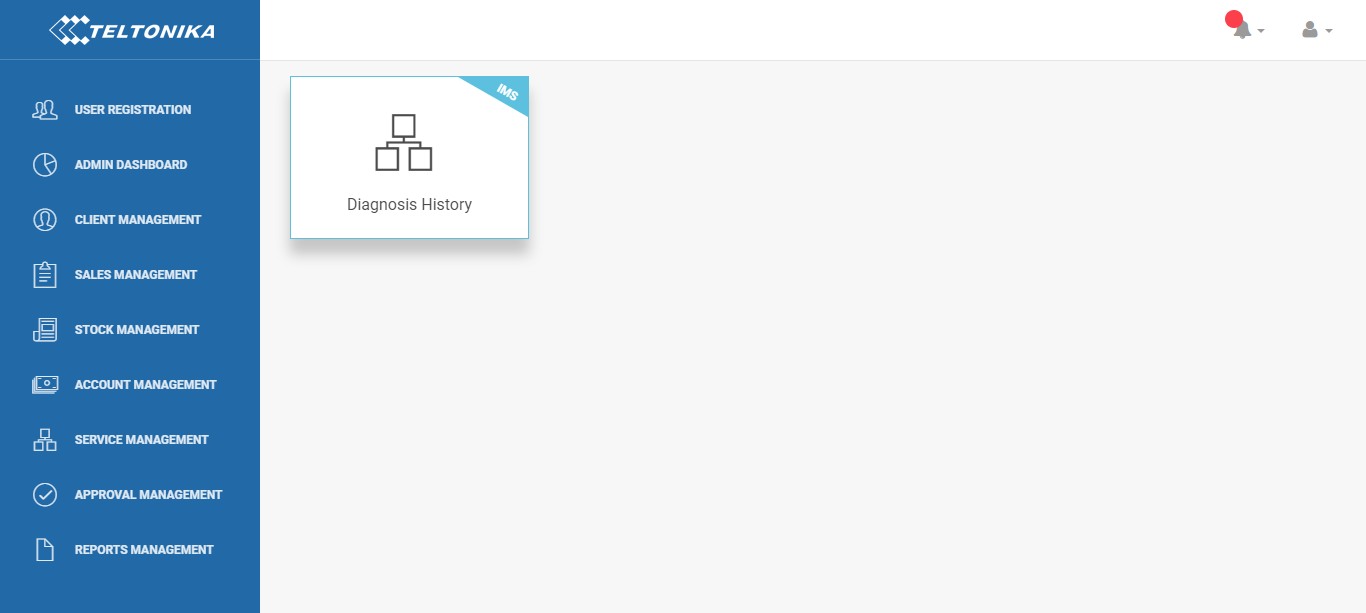 TELTONIKA
USER REGISTRATION
ADMIN DASHBOARD
CLIENT MANAGEMENT
SALES MANAGEMENT
STOCK MANAGEMENT
ACCOUNT MANAGEMENT
SERVICE MANAGEMENT
APPROVAL MANAGEMENT
REPORTS MANAGEMENT
IMS
Diagnosis History